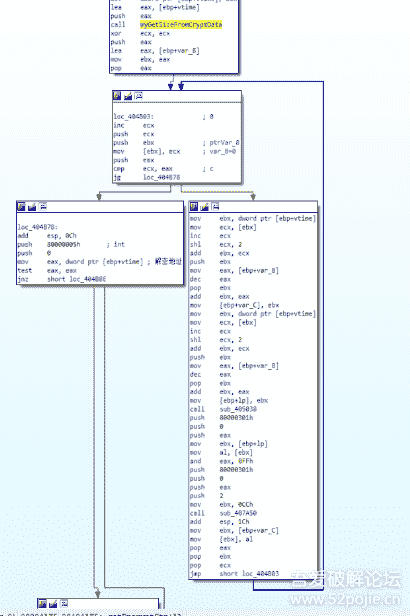 lea     eax, [ebp+vtime]
push    eax
call    myGetSizeFromCryptData
xor     ecx, ecx
push    eax
lea     eax, [ebp+var_8]
mov     ebx, eax
pop     eax
loc_404B03:             ; 0
inc     ecx
push    ecx
push    ebx             ; ptrVar_8
mov     [ebx], ecx      ; var_8=0
push    eax
cmp     ecx, eax        ; c
jg      loc_404B78
loc_404B78:
add     esp, 0Ch
push    80000005h       ; int
push    0
mov     eax, dword ptr [ebp+vtime] ; 解密地址
test    eax, eax
jnz     short loc_404B8E
mov     ebx, dword ptr [ebp+vtime]
mov     ecx, [ebx]
inc     ecx
shl     ecx, 2
add     ebx, ecx
push    ebx
mov     eax, [ebp+var_8]
dec     eax
pop     ebx
add     ebx, eax
mov     [ebp+var_C], ebx
mov     ebx, dword ptr [ebp+vtime]
mov     ecx, [ebx]
inc     ecx
shl     ecx, 2
add     ebx, ecx
push    ebx
mov     eax, [ebp+var_8]
dec     eax
pop     ebx
add     ebx, eax
mov     [ebp+lp], ebx
call    sub_405038
push    80000301h
push    0
push    eax
mov     ebx, [ebp+lp]
mov     al, [ebx]
and     eax, 0FFh
push    80000301h
push    0
push    eax
push    2
mov     ebx, 0CCh
call    sub_407A50
add     esp, 1Ch
mov     ebx, [ebp+var_C]
mov     [ebx], al
pop     eax
pop     ebx
pop     ecx
jmp     short loc_404B03
吾爱破解论坛
www.52pojie.cn